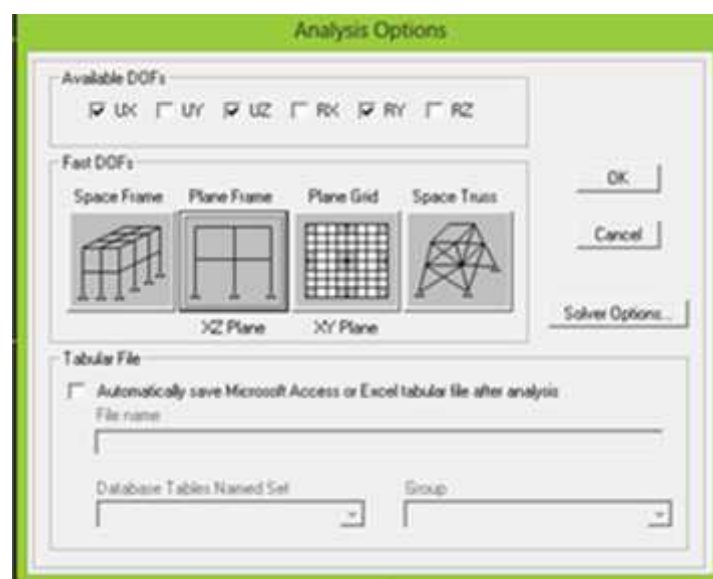 Analysis Options
Available DOFs
UX UY UZ RX RY RZ
Fast DOFs
Space Frame Plane Frame Plane Grid Space Truss
XZ Plane XY Plane
OK
Cancel
Solver Options...
Tabular File
Automatically save Microsoft Access or Excel tabular file after analysis
File name
Database Tables Named Set Group